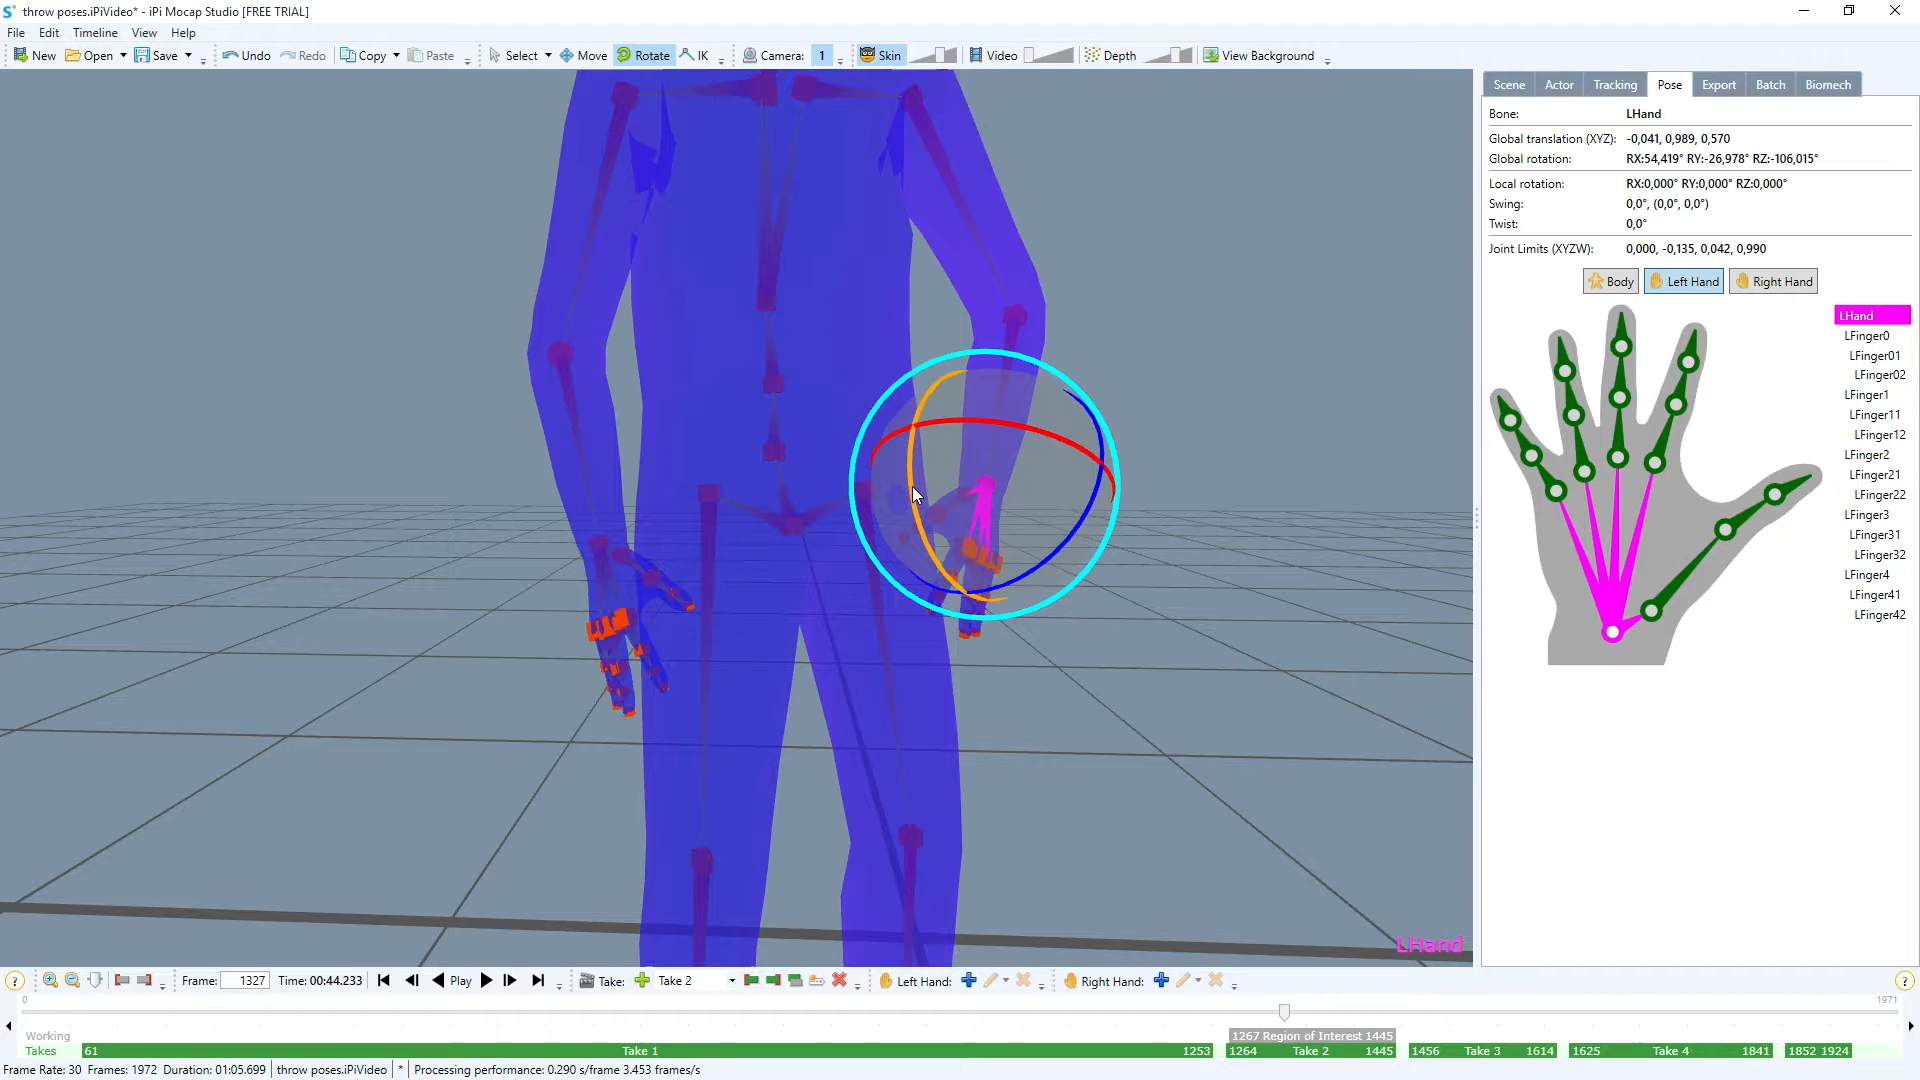 throw poses.iPiVideo* - iPi Mocap Studio [FREE TRIAL]
File Edit Timeline View Help
New Open Save Undo Redo Copy Paste Select Move Rotate IK Camera: 1 Skin Video Depth View Background
Scene Actor Tracking Pose Export Batch Biomech
Bone: LHand
Global translation (XYZ): -0,041, 0,989, 0,570
Global rotation: RX:54,419° RY:-26,978° RZ:-106,015°
Local rotation: RX:0,000° RY:0,000° RZ:0,000°
Swing: 0,0°, (0,0°, 0,0°)
Twist: 0,0°
Joint Limits (XYZW): 0,000, -0,135, 0,042, 0,990
Body Left Hand Right Hand
LHand
LFinger0
LFinger01
LFinger02
LFinger1
LFinger11
LFinger12
LFinger2
LFinger21
LFinger22
LFinger3
LFinger31
LFinger32
LFinger4
LFinger41
LFinger42
LHand
? Frame: 1327 Time: 00:44.233 Play Take: Take 2 Left Hand: Right Hand: ?
0 1971
Working 1267 Region of Interest 1445
Takes 61 Take 1 1253 1264 Take 2 1445 1456 Take 3 1614 1625 Take 4 1841 1852 1924
Frame Rate: 30 Frames: 1972 Duration: 01:05.699 throw poses.iPiVideo * Processing performance: 0.290 s/frame 3.453 frames/s